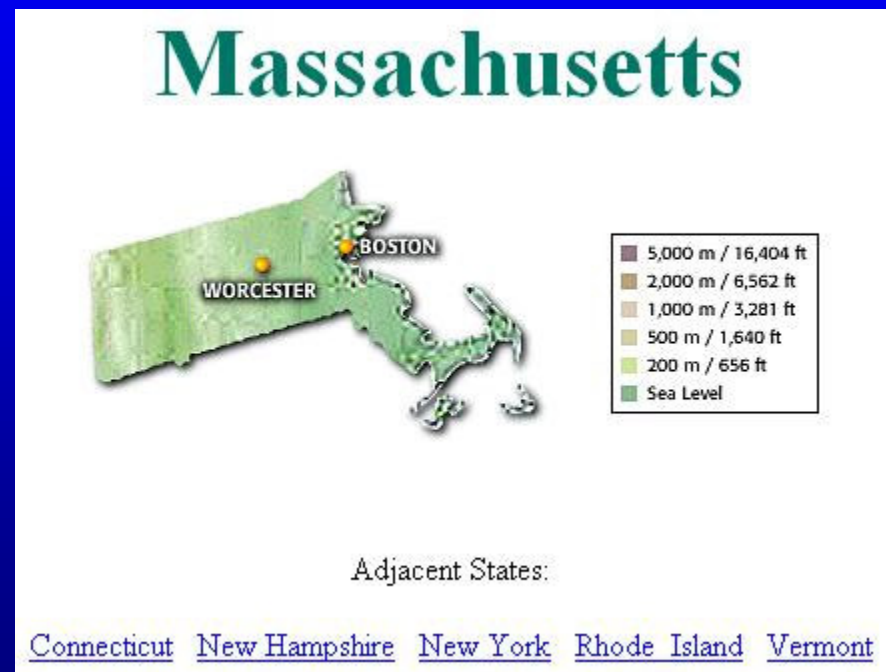 Massachusetts
BOSTON
WORCESTER
5,000 m / 16,404 ft
2,000 m / 6,562 ft
1,000 m / 3,281 ft
500 m / 1,640 ft
200 m / 656 ft
Sea Level
Adjacent States:
Connecticut New Hampshire New York Rhode Island Vermont